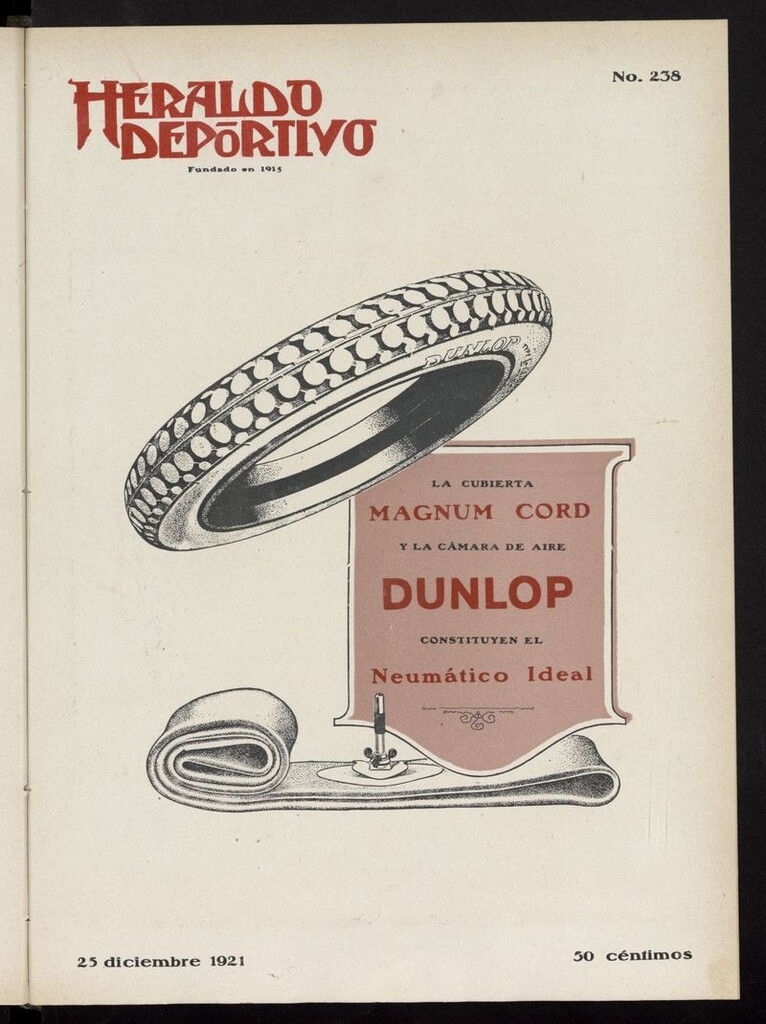 No. 238
HERALDO
DEPORTIVO
Fundado en 1915
DUNLOP
LA CUBIERTA
MAGNUM CORD
Y LA CÁMARA DE AIRE
DUNLOP
CONSTITUYEN EL
Neumático Ideal
25 diciembre 1921
50 céntimos